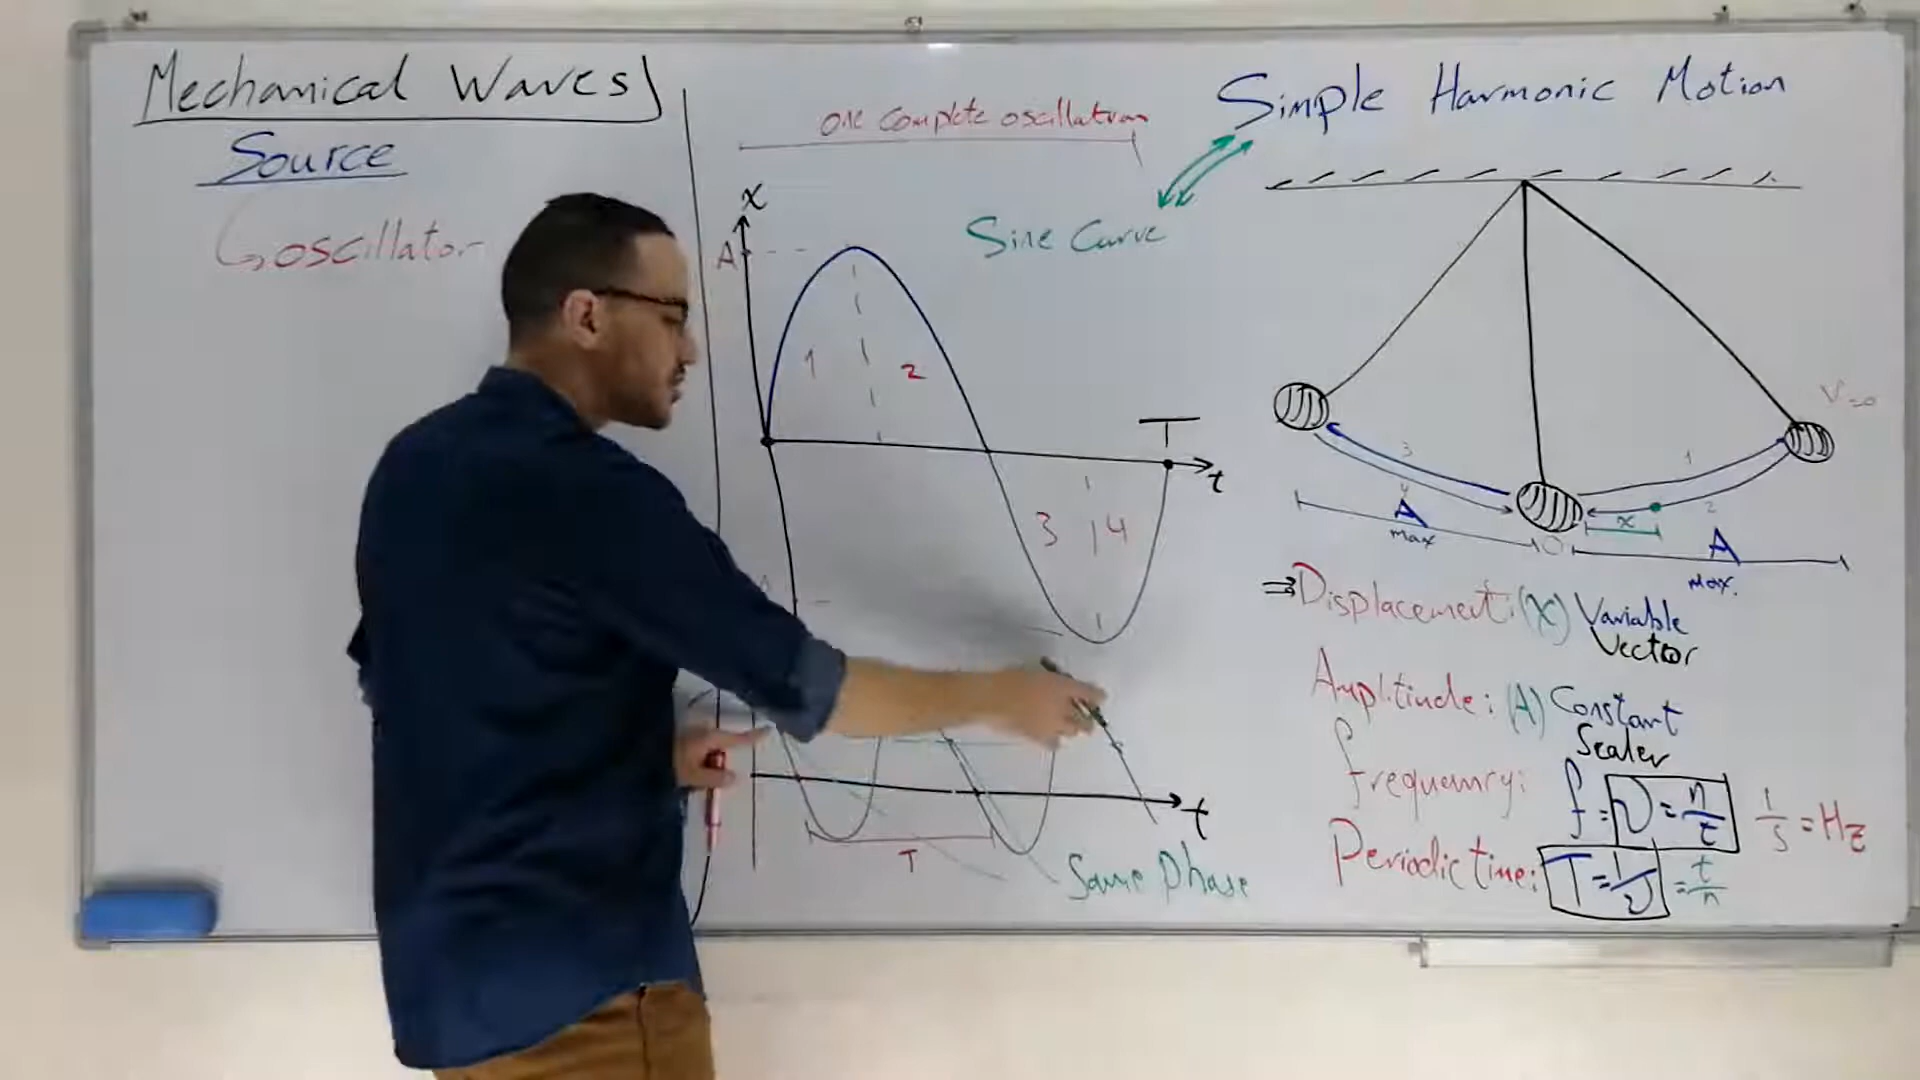 Mechanical Waves
Source
oscillator
one complete oscillation
x
A
1
2
3
4
T
t
Sine Curve
t
T
Same Phase
Simple Harmonic Motion
V=0
3
4
1
2
x
A
max
O
A
max.
⇒Displacement: (x) Variable
Vector
Amplitude: (A) Constant
Scaler
frequency: f=ν=n/t 1/s=Hz
Periodic time: T=1/ν=t/n